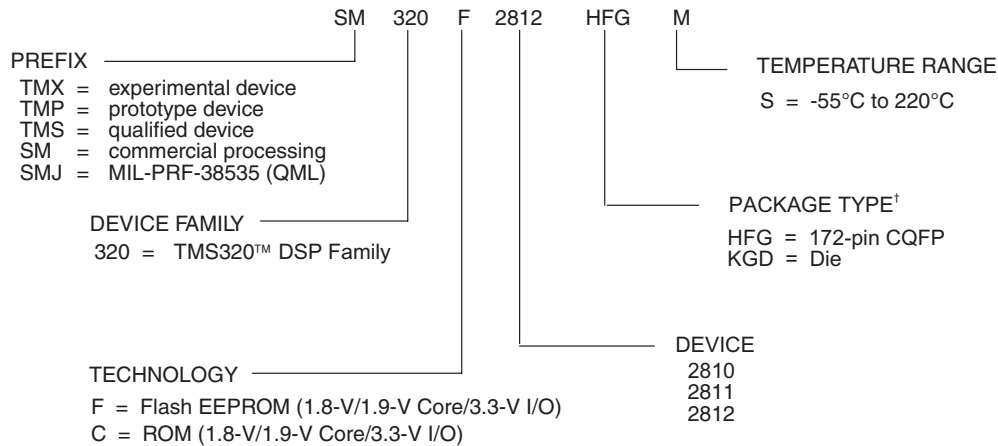 SM 320 F 2812 HFG M
PREFIX
TMX = experimental device
TMP = prototype device
TMS = qualified device
SM = commercial processing
SMJ = MIL-PRF-38535 (QML)
TEMPERATURE RANGE
S = -55°C to 220°C
DEVICE FAMILY
320 = TMS320™ DSP Family
PACKAGE TYPE†
HFG = 172-pin CQFP
KGD = Die
DEVICE
2810
2811
2812
TECHNOLOGY
F = Flash EEPROM (1.8-V/1.9-V Core/3.3-V I/O)
C = ROM (1.8-V/1.9-V Core/3.3-V I/O)